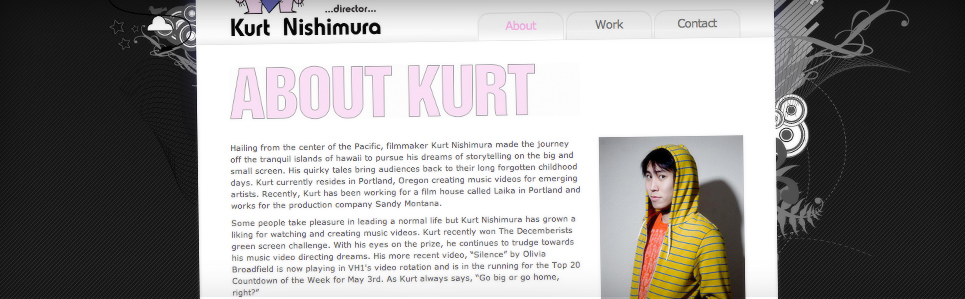 ...director...
Kurt Nishimura
About
Work
Contact
ABOUT KURT
Hailing from the center of the Pacific, filmmaker Kurt Nishimura made the journey
off the tranquil islands of hawaii to pursue his dreams of storytelling on the big and
small screen. His quirky tales bring audiences back to their long forgotten childhood
days. Kurt currently resides in Portland, Oregon creating music videos for emerging
artists. Recently, Kurt has been working for a film house called Laika in Portland and
works for the production company Sandy Montana.
Some people take pleasure in leading a normal life but Kurt Nishimura has grown a
liking for watching and creating music videos. Kurt recently won The Decemberists
green screen challenge. With his eyes on the prize, he continues to trudge towards
his music video directing dreams. His more recent video, “Silence” by Olivia
Broadfield is now playing in VH1's video rotation and is in the running for the Top 20
Countdown of the Week for May 3rd. As Kurt always says, “Go big or go home,
right?”